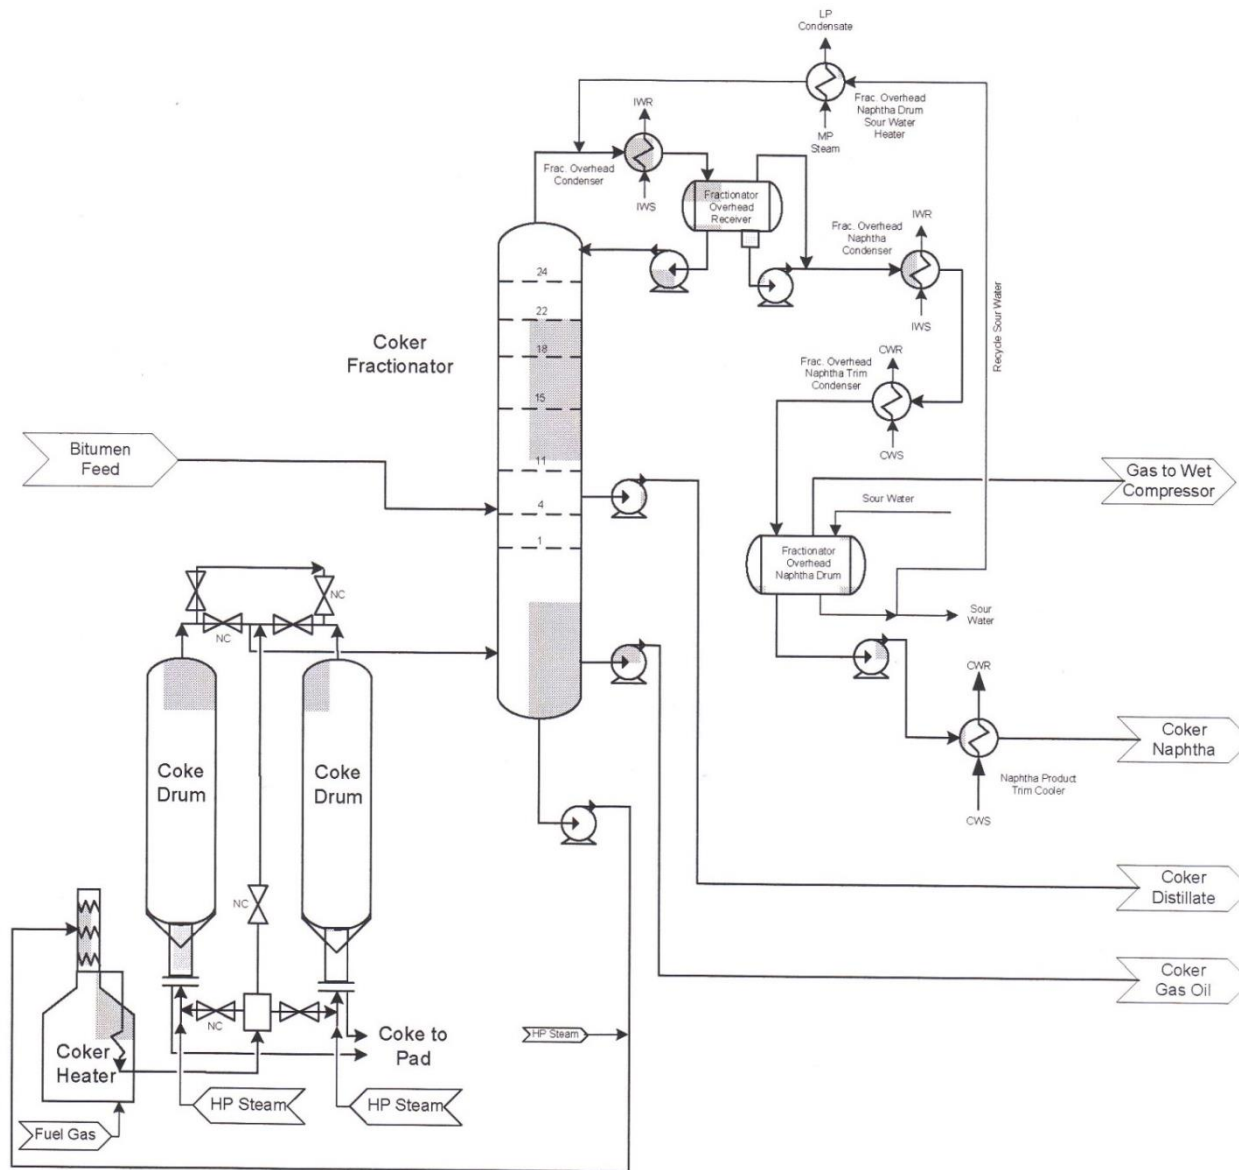 LP
Condensate
Frac. Overhead
Naphtha Drum
Sour Water
Heater
MP
Steam
IWR
Frac. Overhead
Condenser
IWS
Fractionator
Overhead
Receiver
Frac. Overhead
Naphtha
Condenser
IWR
IWS
Recycle Sour Water
24
22
18
15
11
4
1
Coker
Fractionator
Frac. Overhead
Naphtha Trim
Condenser
CWR
CWS
Bitumen
Feed
Gas to Wet
Compressor
Sour Water
Fractionator
Overhead
Naphtha Drum
Sour
Water
NC
NC
CWR
Coker
Naphtha
Naphtha Product
Trim Cooler
CWS
Coke
Drum
Coke
Drum
NC
Coker
Distillate
Coker
Gas Oil
NC
HP Steam
Coke to
Pad
Coker
Heater
HP Steam
HP Steam
Fuel Gas